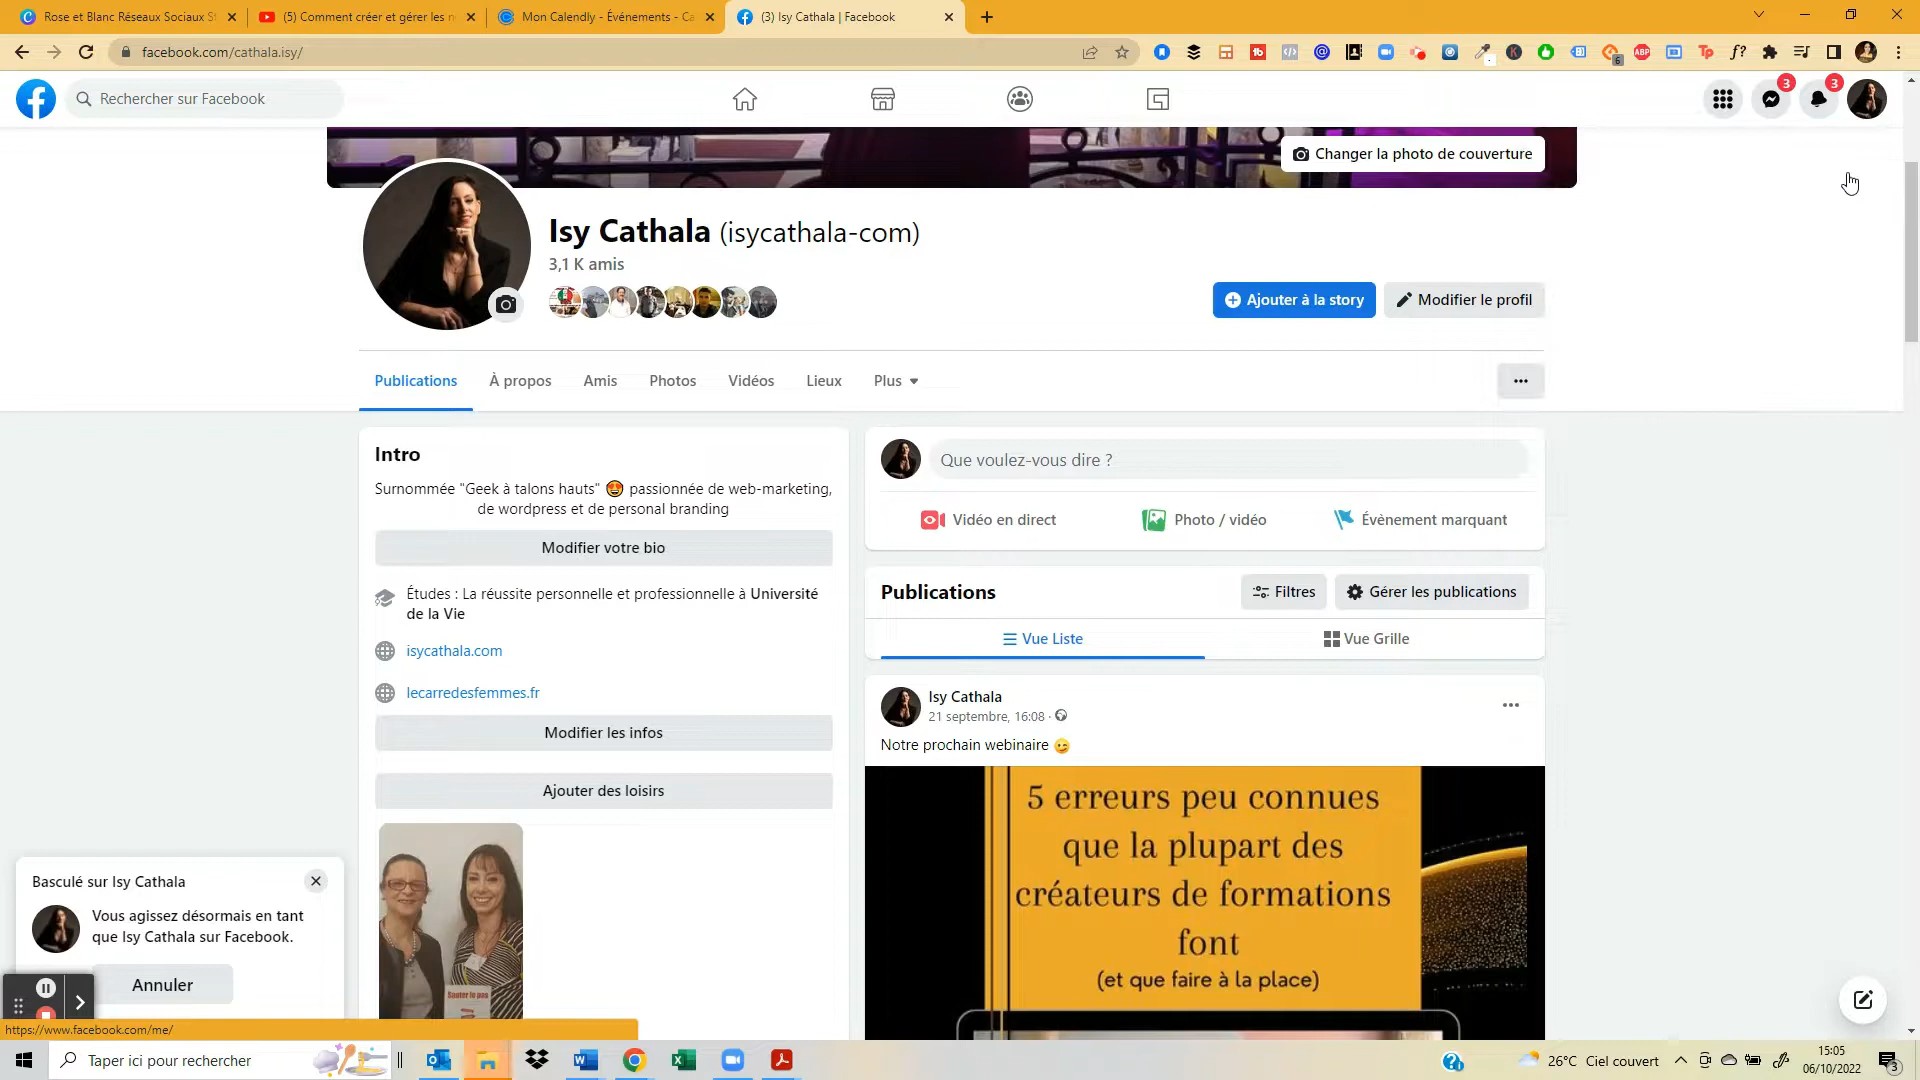 Rose et Blanc Réseaux Sociaux S
(5) Comment créer et gérer les n
Mon Calendly - Événements - Ca
(3) Isy Cathala | Facebook
facebook.com/cathala.isy/
Rechercher sur Facebook
3
3
Changer la photo de couverture
Isy Cathala (isycathala-com)
3,1 K amis
Ajouter à la story
Modifier le profil
Publications
À propos
Amis
Photos
Vidéos
Lieux
Plus
Intro
Surnommée "Geek à talons hauts" 😍 passionnée de web-marketing,
de wordpress et de personal branding
Modifier votre bio
Études : La réussite personnelle et professionnelle à Université
de la Vie
isycathala.com
lecarredesfemmes.fr
Modifier les infos
Ajouter des loisirs
Sauter le pas
Que voulez-vous dire ?
Vidéo en direct
Photo / vidéo
Évènement marquant
Publications
Filtres
Gérer les publications
Vue Liste
Vue Grille
Isy Cathala
21 septembre, 16:08 ·
Notre prochain webinaire 😉
5 erreurs peu connues
que la plupart des
créateurs de formations
font
(et que faire à la place)
Basculé sur Isy Cathala
Vous agissez désormais en tant
que Isy Cathala sur Facebook.
Annuler
https://www.facebook.com/me/
Taper ici pour rechercher
26°C Ciel couvert
15:05
06/10/2022
3